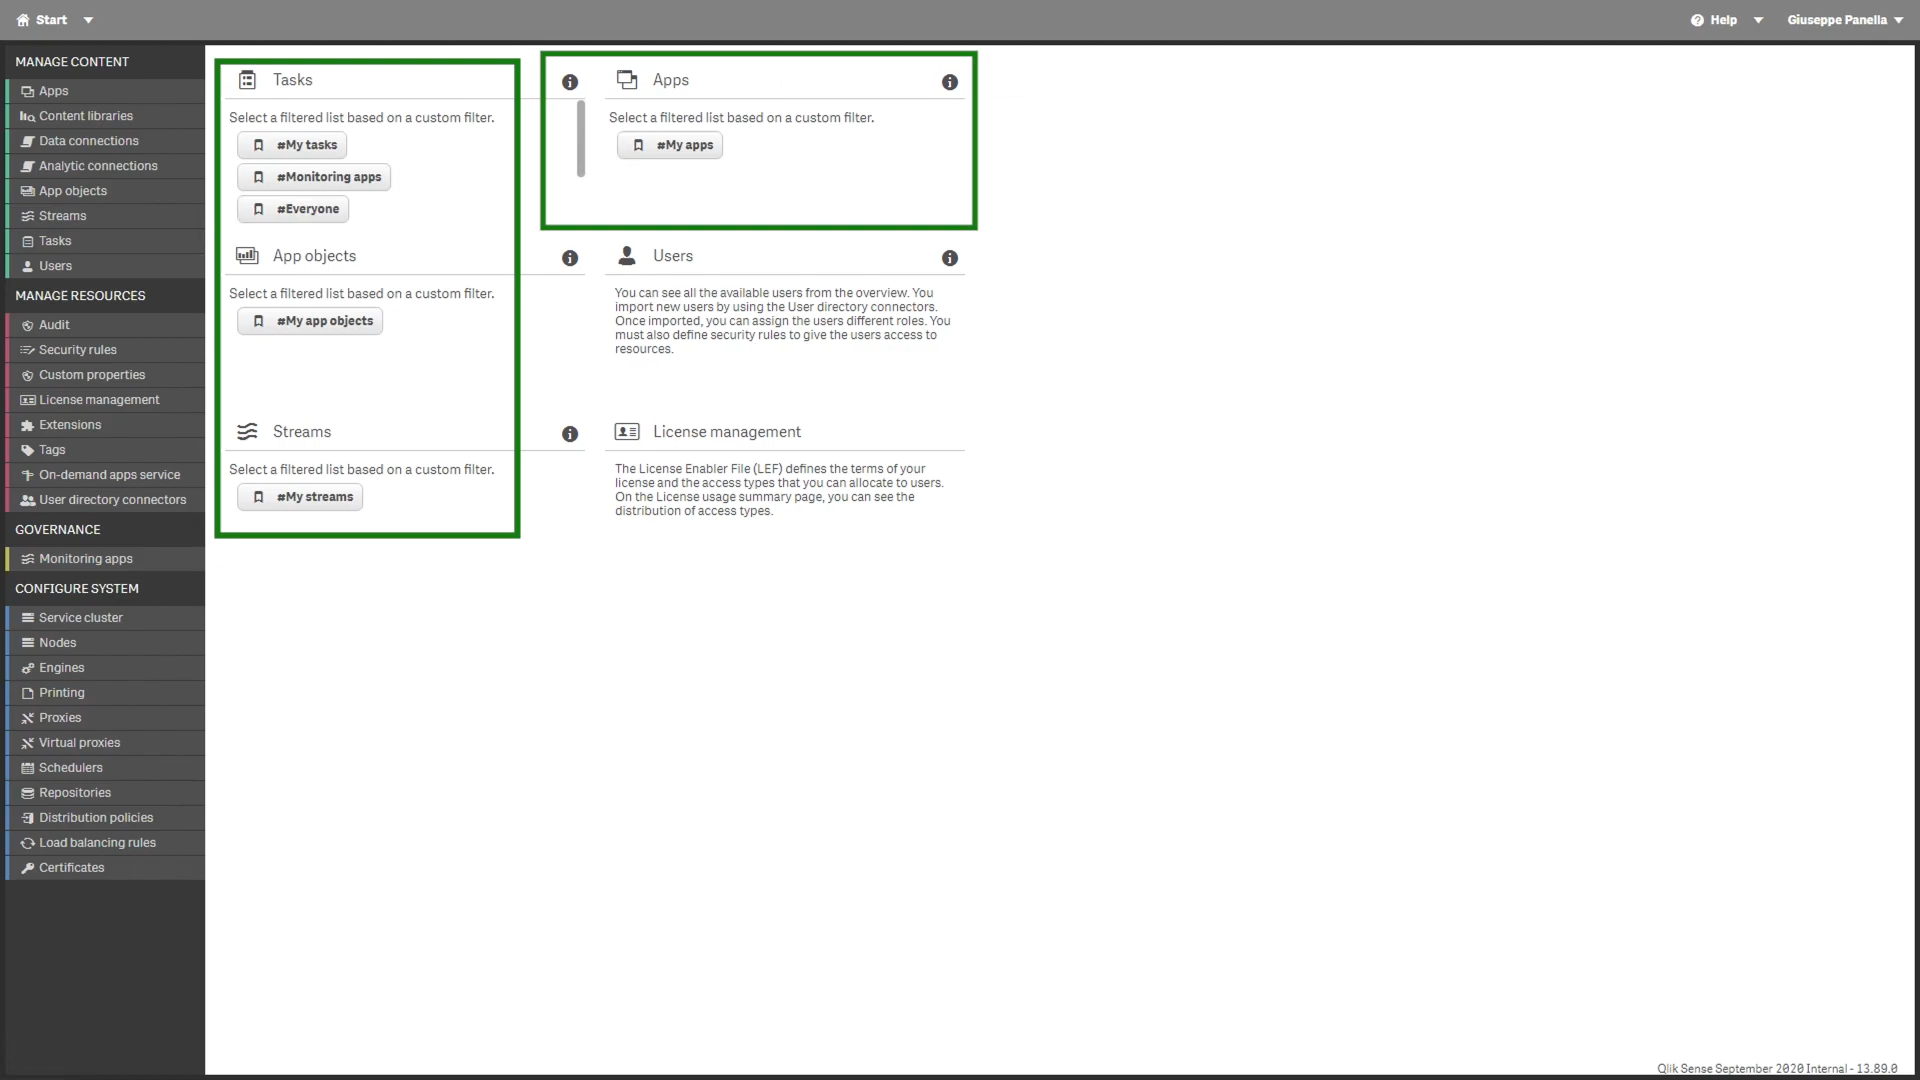 Start
Help
Giuseppe Panella
MANAGE CONTENT
Apps
Content libraries
Data connections
Analytic connections
App objects
Streams
Tasks
Users
MANAGE RESOURCES
Audit
Security rules
Custom properties
License management
Extensions
Tags
On-demand apps service
User directory connectors
GOVERNANCE
Monitoring apps
CONFIGURE SYSTEM
Service cluster
Nodes
Engines
Printing
Proxies
Virtual proxies
Schedulers
Repositories
Distribution policies
Load balancing rules
Certificates
Tasks
Select a filtered list based on a custom filter.
#My tasks
#Monitoring apps
#Everyone
Apps
Select a filtered list based on a custom filter.
#My apps
App objects
Select a filtered list based on a custom filter.
#My app objects
Users
You can see all the available users from the overview. You
import new users by using the User directory connectors.
Once imported, you can assign the users different roles. You
must also define security rules to give the users access to
resources.
Streams
Select a filtered list based on a custom filter.
#My streams
License management
The License Enabler File (LEF) defines the terms of your
license and the access types that you can allocate to users.
On the License usage summary page, you can see the
distribution of access types.
Qlik Sense September 2020 Internal - 13.89.0